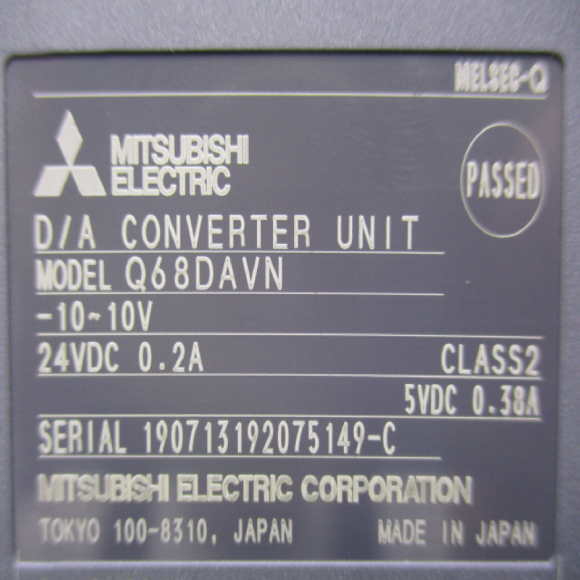 MELSEC-Q
MITSUBISHI
ELECTRIC
PASSED
D/A CONVERTER UNIT
MODEL Q68DAVN
-10~10V
24VDC 0.2A CLASS2
5VDC 0.38A
SERIAL 190713192075149-C
MITSUBISHI ELECTRIC CORPORATION
TOKYO 100-8310, JAPAN MADE IN JAPAN